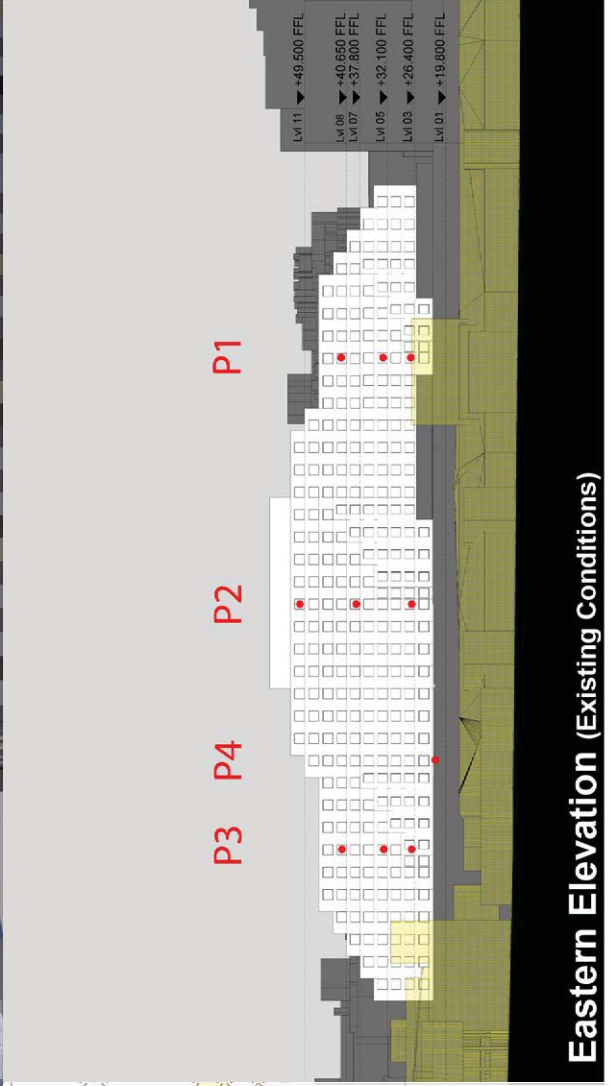 P3 P4 P2 P1
Lvl 11 +49.500 FFL
Lvl 08 +40.650 FFL
Lvl 07 +37.800 FFL
Lvl 05 +32.100 FFL
Lvl 03 +26.400 FFL
Lvl 01 +19.800 FFL
Eastern Elevation (Existing Conditions)